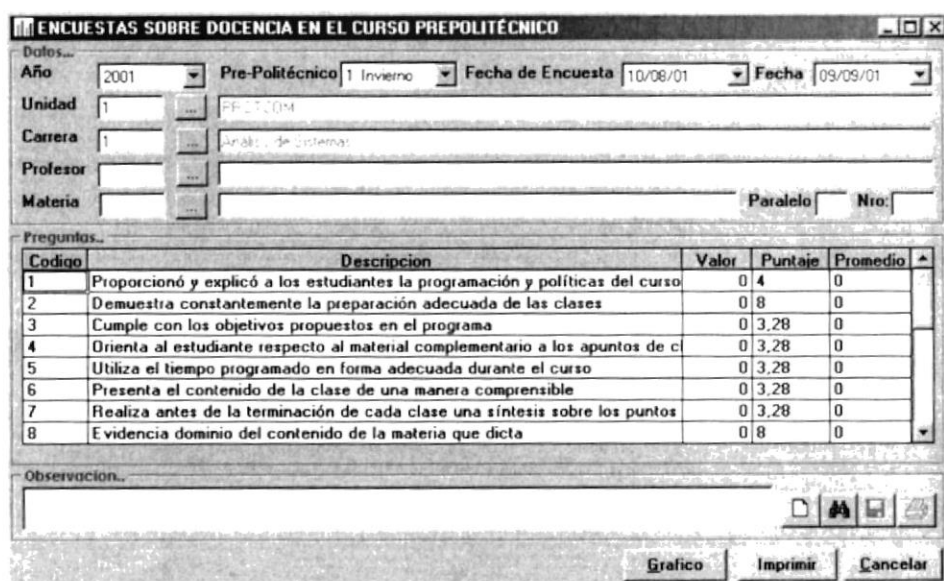 ENCUESTAS SOBRE DOCENCIA EN EL CURSO PREPOLITÉCNICO
Datos...
Año 2001 Pre-Politécnico 1 Invierno Fecha de Encuesta 10/08/01 Fecha 09/09/01
Unidad 1 ... PROTCOM
Carrera 1 ... Analisis de Sistemas
Profesor ...
Materia ... Paralelo Nro:
Preguntas..
Codigo Descripcion Valor Puntaje Promedio
1 Proporcionó y explicó a los estudiantes la programación y políticas del curso 0 4 0
2 Demuestra constantemente la preparación adecuada de las clases 0 8 0
3 Cumple con los objetivos propuestos en el programa 0 3,28 0
4 Orienta al estudiante respecto al material complementario a los apuntos de cl 0 3,28 0
5 Utiliza el tiempo programado en forma adecuada durante el curso 0 3,28 0
6 Presenta el contenido de la clase de una manera comprensible 0 3,28 0
7 Realiza antes de la terminación de cada clase una síntesis sobre los puntos 0 3,28 0
8 Evidencia dominio del contenido de la materia que dicta 0 8 0
Observacion..
Grafico Imprimir Cancelar